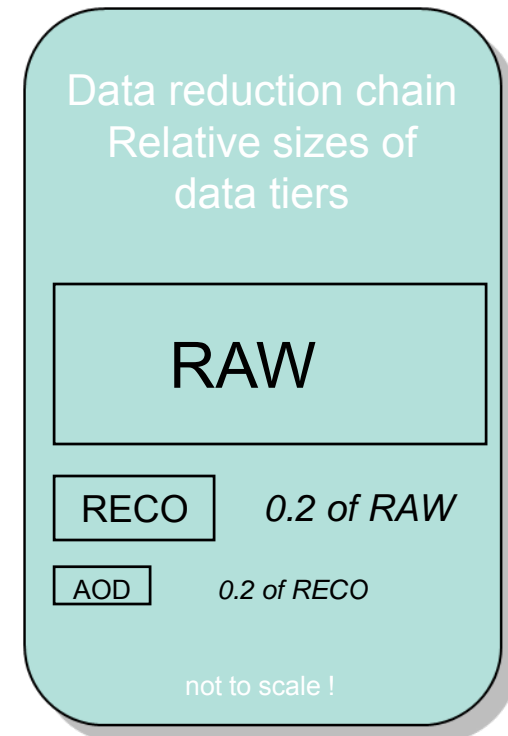 Data reduction chain
Relative sizes of
data tiers
RAW
RECO 0.2 of RAW
AOD 0.2 of RECO
not to scale !